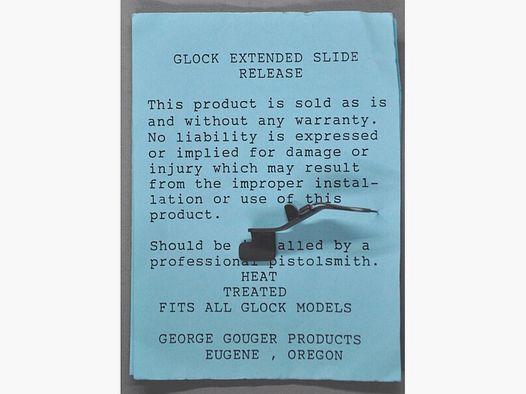 GLOCK EXTENDED SLIDE
RELEASE
This product is sold as is
and without any warranty.
No liability is expressed
or implied for damage or
injury which may result
from the improper instal-
lation or use of this
product.
Should be alled by a
professional pistolsmith.
HEAT
TREATED
FITS ALL GLOCK MODELS
GEORGE GOUGER PRODUCTS
EUGENE , OREGON